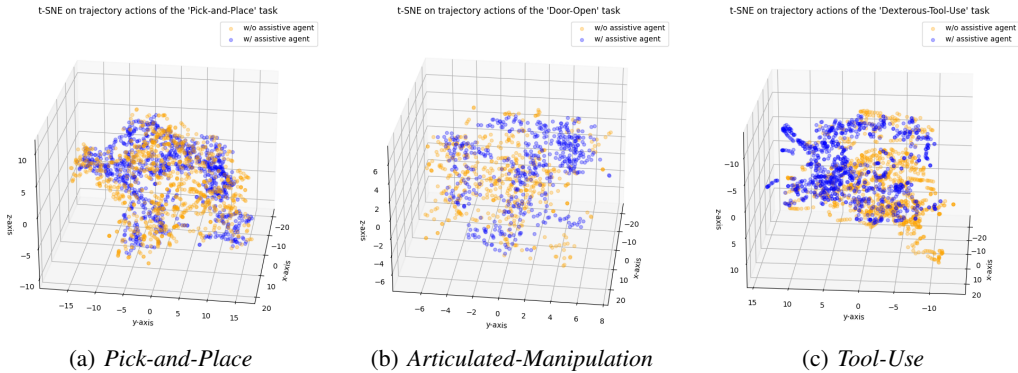 t-SNE on trajectory actions of the 'Pick-and-Place' task
w/o assistive agent
w/ assistive agent
10
5
0
−5
−10
z-axis
−15
−10
−5
0
5
10
15
y-axis
−20
−10
0
10
20
x-axis
(a) Pick-and-Place
t-SNE on trajectory actions of the 'Door-Open' task
w/o assistive agent
w/ assistive agent
6
4
2
0
−2
−4
−6
z-axis
−6
−4
−2
0
2
4
6
8
y-axis
−20
−10
0
10
20
x-axis
(b) Articulated-Manipulation
t-SNE on trajectory actions of the 'Dexterous-Tool-Use' task
w/o assistive agent
w/ assistive agent
−10
−5
0
5
10
z-axis
15
10
5
0
−5
−10
y-axis
−20
−10
0
10
20
x-axis
(c) Tool-Use